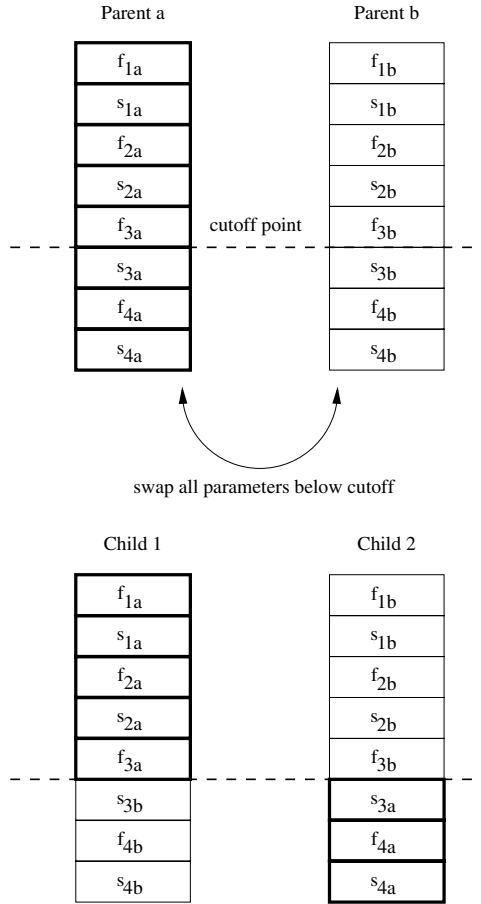 Parent a Parent b
f1a f1b
s1a s1b
f2a f2b
s2a s2b
f3a cutoff point f3b
s3a s3b
f4a f4b
s4a s4b
swap all parameters below cutoff
Child 1 Child 2
f1a f1b
s1a s1b
f2a f2b
s2a s2b
f3a f3b
s3b s3a
f4b f4a
s4b s4a